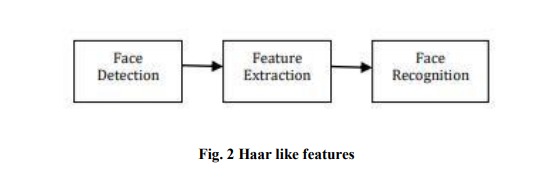 Face
Detection
Feature
Extraction
Face
Recognition
Fig. 2 Haar like features